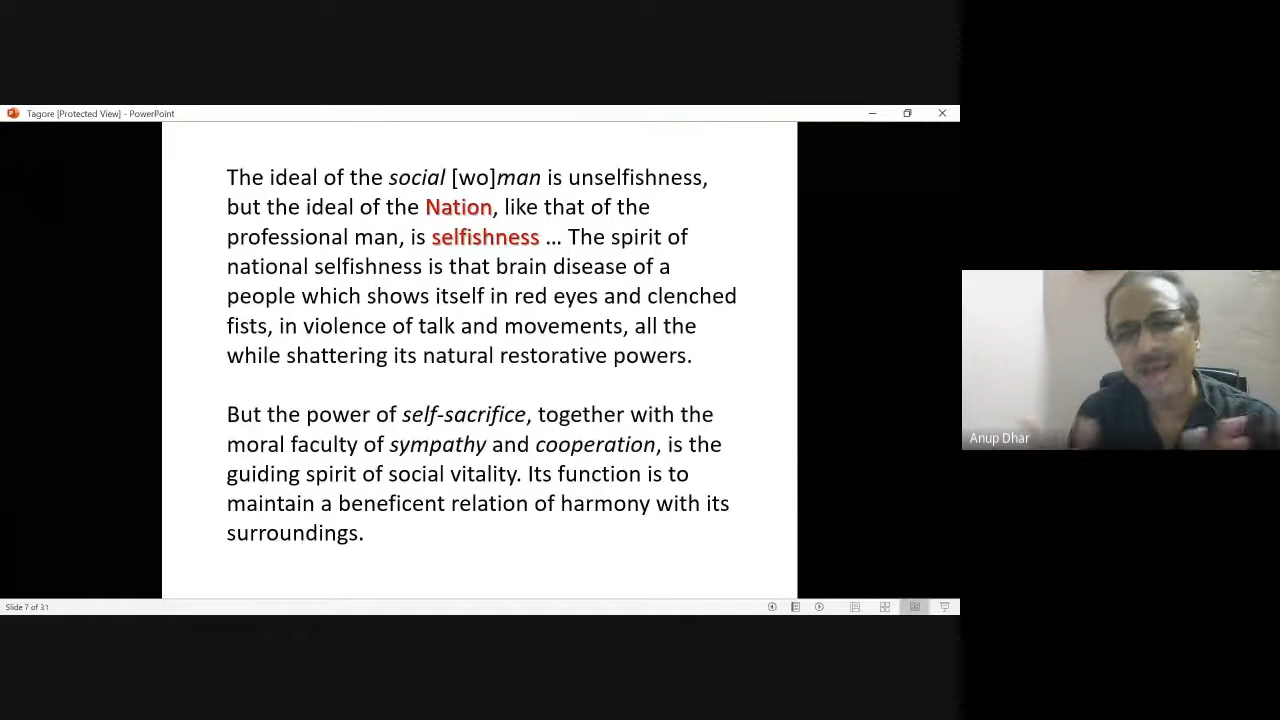 Tagore [Protected View] - PowerPoint
The ideal of the social [wo]man is unselfishness,
but the ideal of the Nation, like that of the
professional man, is selfishness … The spirit of
national selfishness is that brain disease of a
people which shows itself in red eyes and clenched
fists, in violence of talk and movements, all the
while shattering its natural restorative powers.
But the power of self-sacrifice, together with the
moral faculty of sympathy and cooperation, is the
guiding spirit of social vitality. Its function is to
maintain a beneficent relation of harmony with its
surroundings.
Slide 7 of 31
Anup Dhar